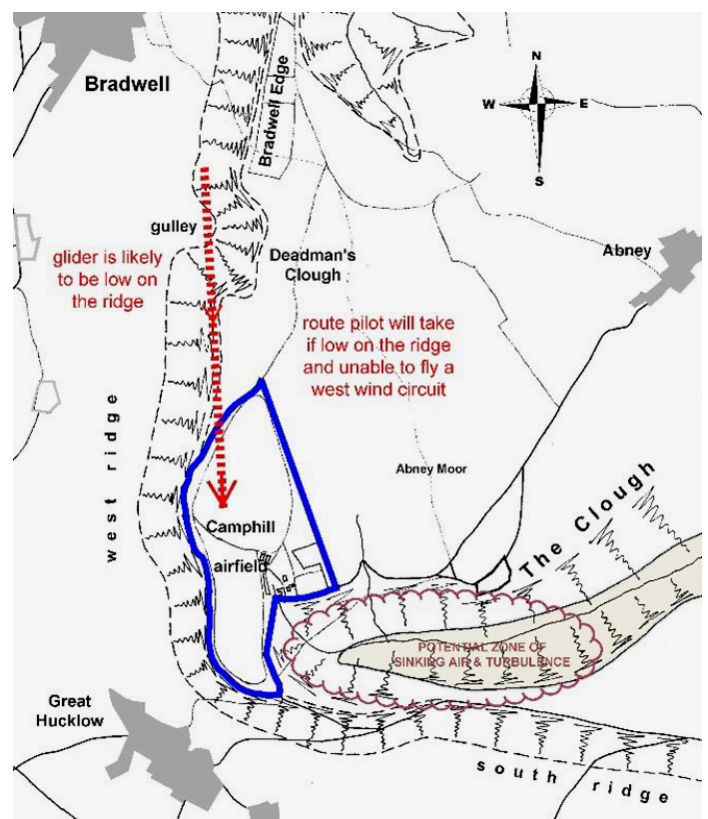 Bradwell
Bradwell Edge
N
W
E
S
gulley
glider is likely
to be low on
the ridge
Deadman's
Clough
Abney
route pilot will take
if low on the ridge
and unable to fly a
west wind circuit
west ridge
Abney Moor
The Clough
Camphill
airfield
POTENTIAL ZONE OF
SINKING AIR & TURBULENCE
Great
Hucklow
south ridge